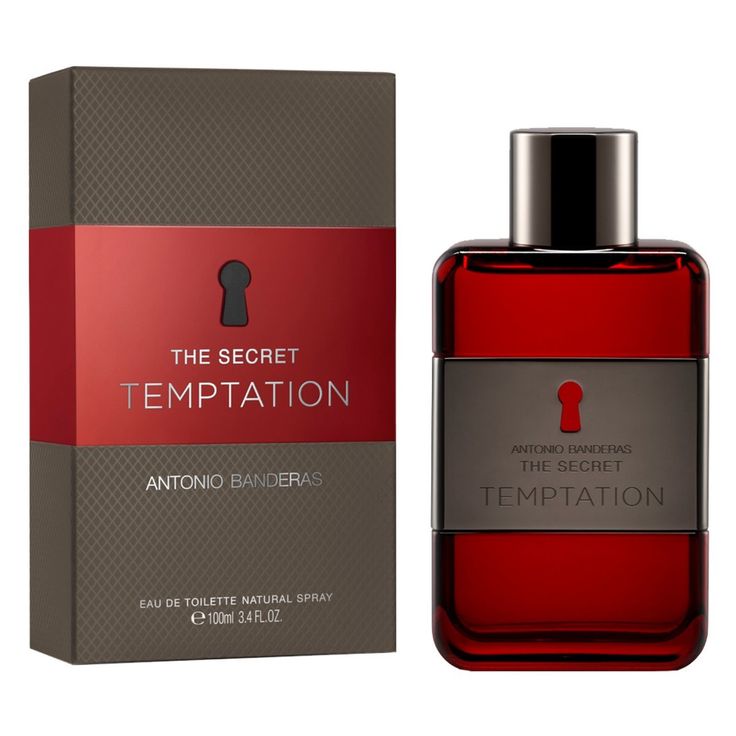 THE SECRET
TEMPTATION
ANTONIO BANDERAS
EAU DE TOILETTE NATURAL SPRAY
℮100ml 3.4 FL.OZ.
ANTONIO BANDERAS
THE SECRET
TEMPTATION